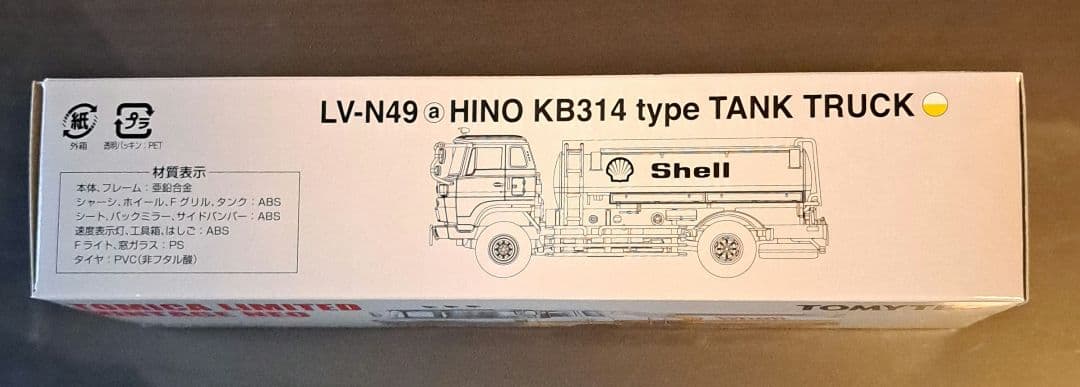 LV-N49 ⓐ HINO KB314 type TANK TRUCK
紙
プラ
外箱
透明パッキン:PET
材質表示
本体、フレーム:亜鉛合金
シャーシ、ホイール、Fグリル、タンク:ABS
シート、バックミラー、サイドバンパー:ABS
速度表示灯、工具箱、はしご:ABS
Fライト、窓ガラス:PS
タイヤ:PVC(非フタル酸)
Shell
TOMICA LIMITED
VINTAGE NEO
TOMYTEC